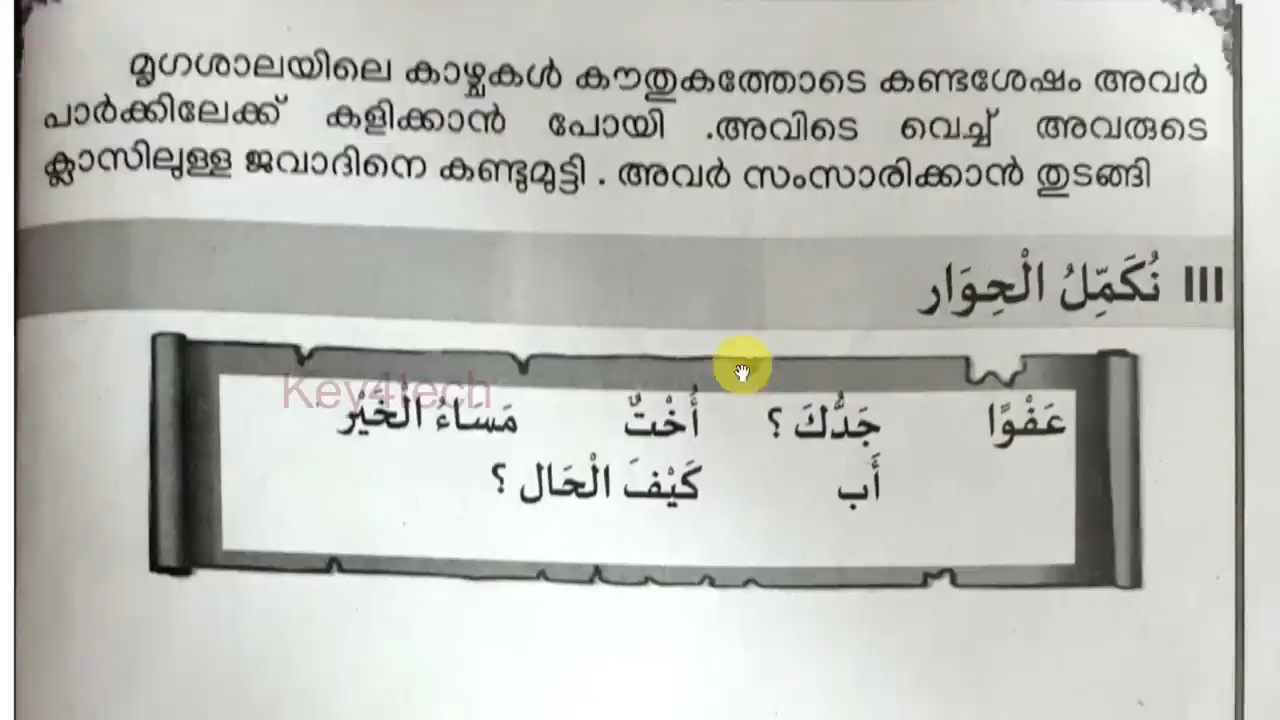 മൃഗശാലയിലെ കാഴ്ചകൾ കൗതുകത്തോടെ കണ്ടശേഷം അവർ
പാർക്കിലേക്ക് കളിക്കാൻ പോയി .അവിടെ വെച്ച് അവരുടെ
ക്ലാസിലുള്ള ജവാദിനെ കണ്ടുമുട്ടി . അവർ സംസാരിക്കാൻ തുടങ്ങി
III نُكَمِّلُ الْحِوَار
Key4tech
عَفْوًا جَدُّكَ ؟ أُخْتٌ مَسَاءُ الْخَيْر
أَب كَيْفَ الْحَال ؟